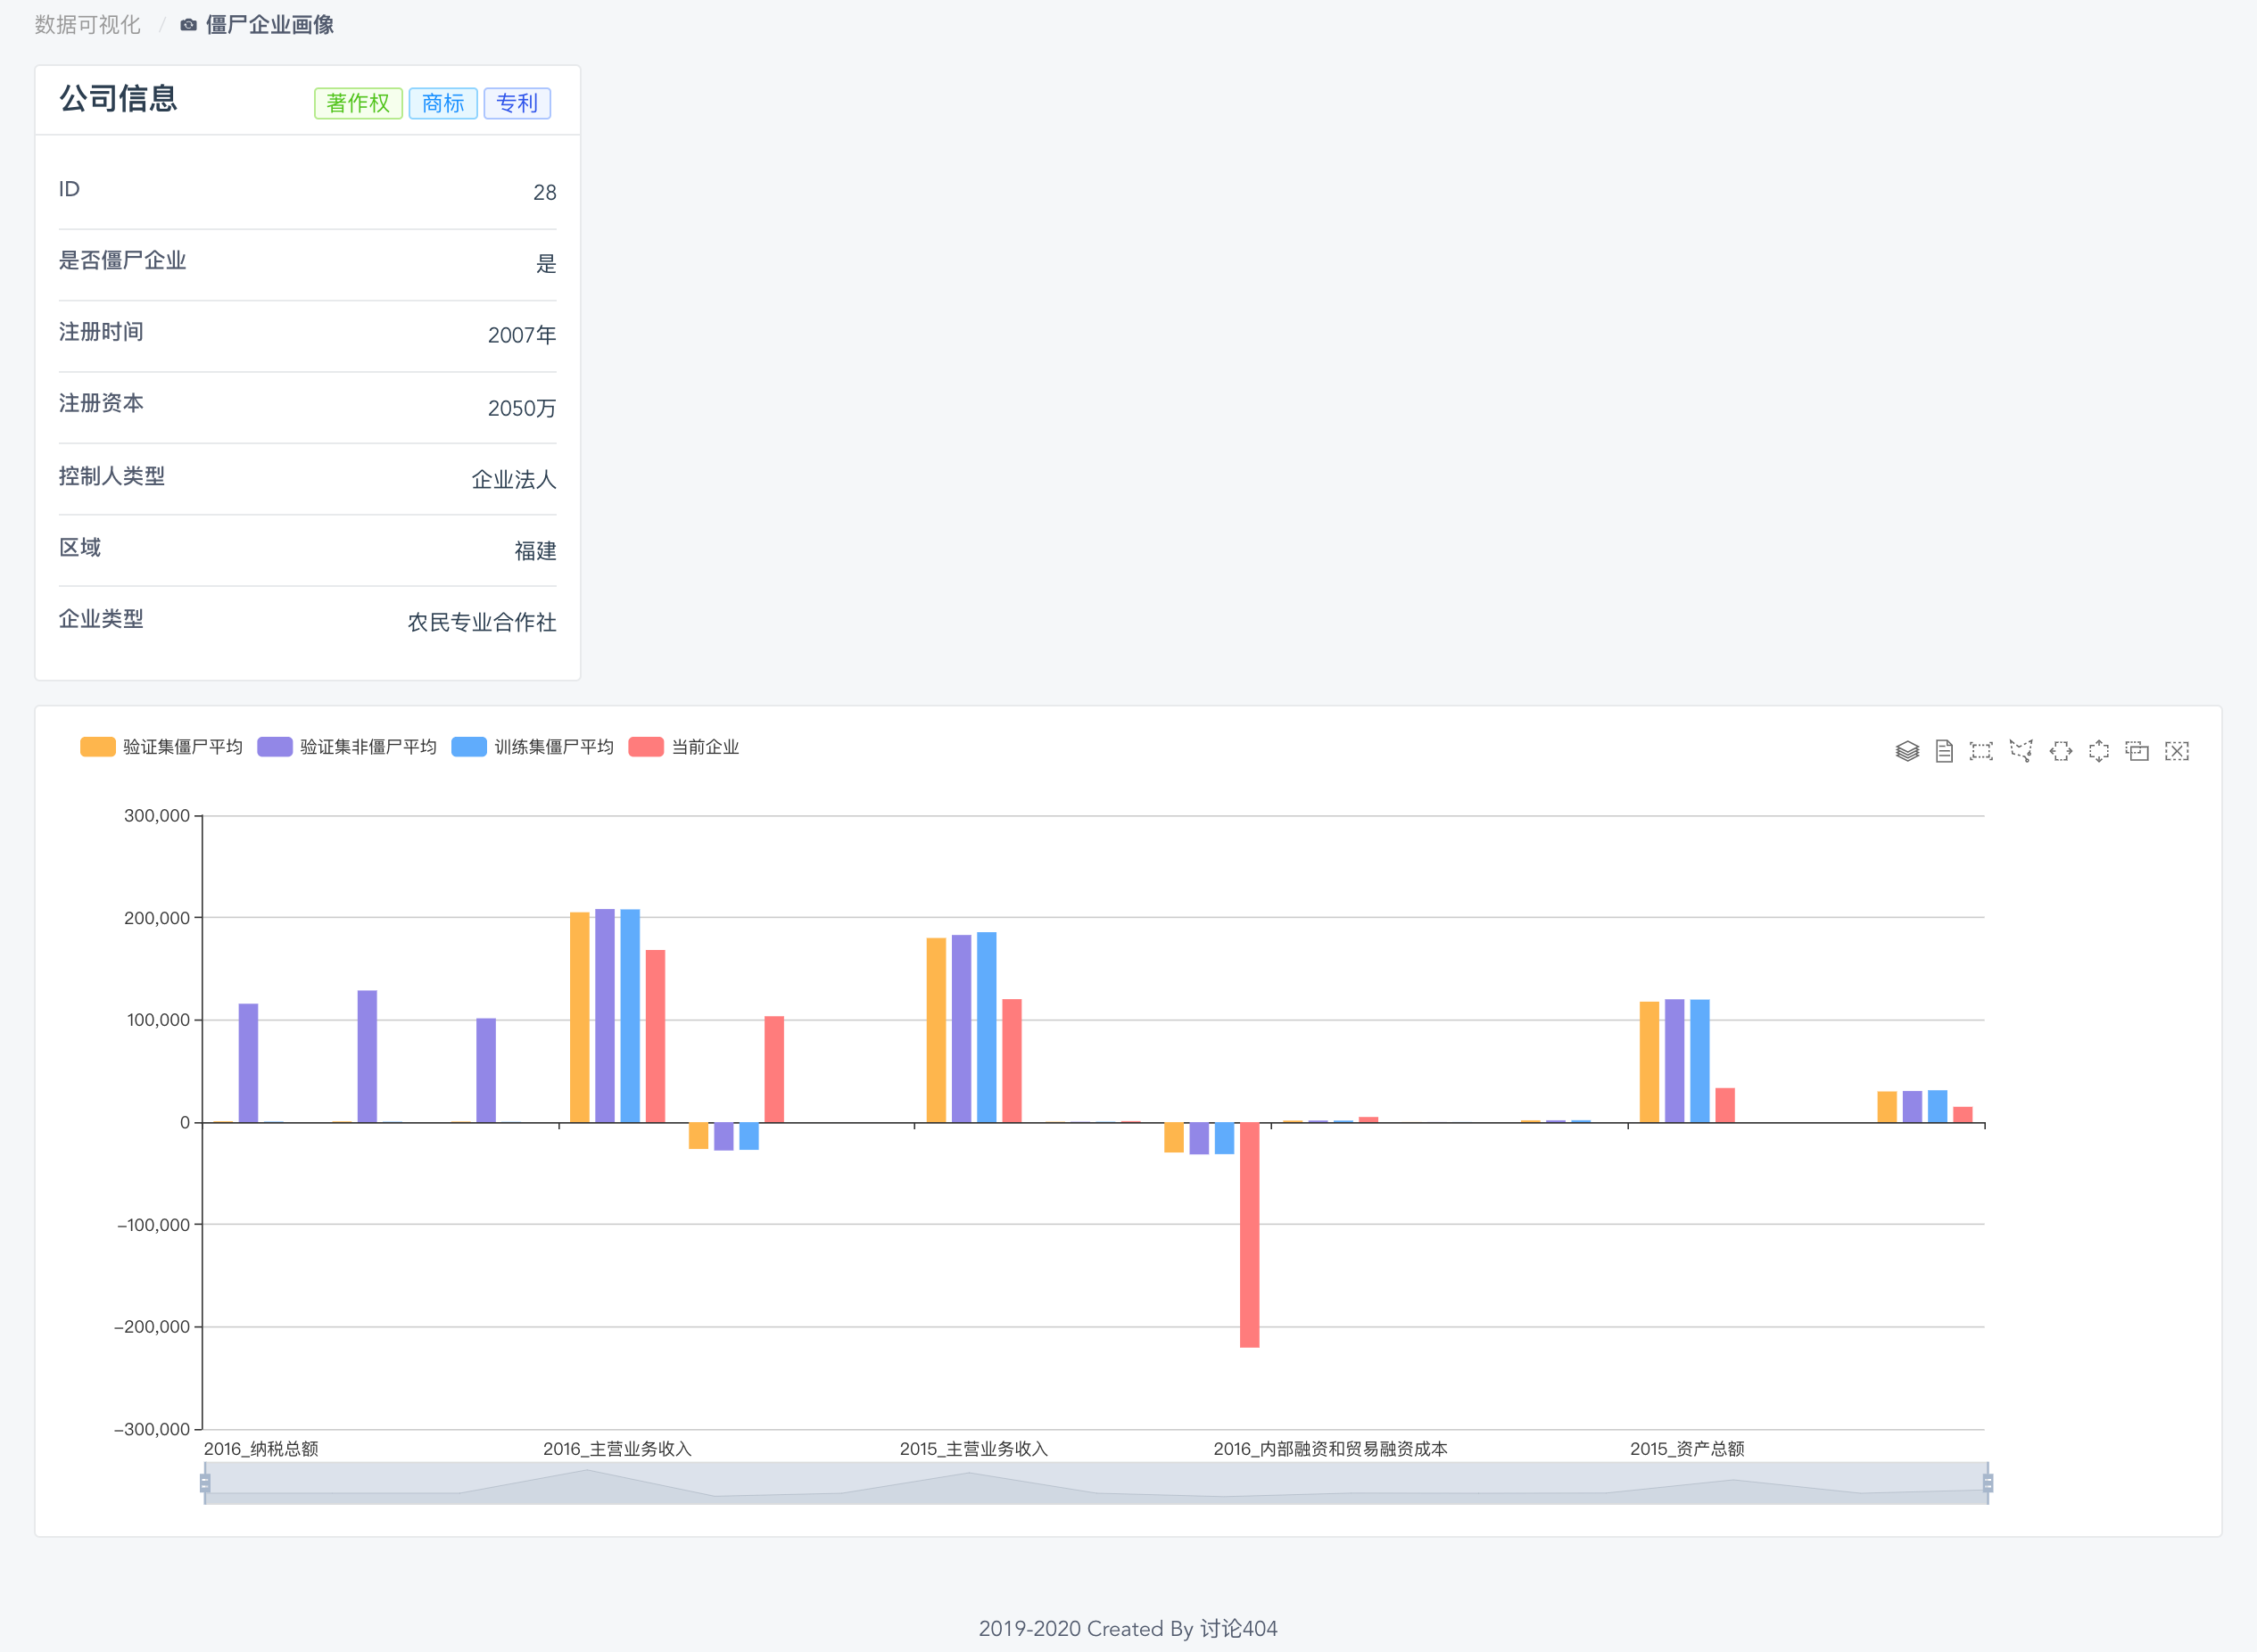 数据可视化 / 僵尸企业画像
公司信息 著作权 商标 专利
ID 28
是否僵尸企业 是
注册时间 2007年
注册资本 2050万
控制人类型 企业法人
区域 福建
企业类型 农民专业合作社
验证集僵尸平均 验证集非僵尸平均 训练集僵尸平均 当前企业
300,000
200,000
100,000
0
−100,000
−200,000
−300,000
2016_纳税总额 2016_主营业务收入 2015_主营业务收入 2016_内部融资和贸易融资成本 2015_资产总额
2019-2020 Created By 讨论404